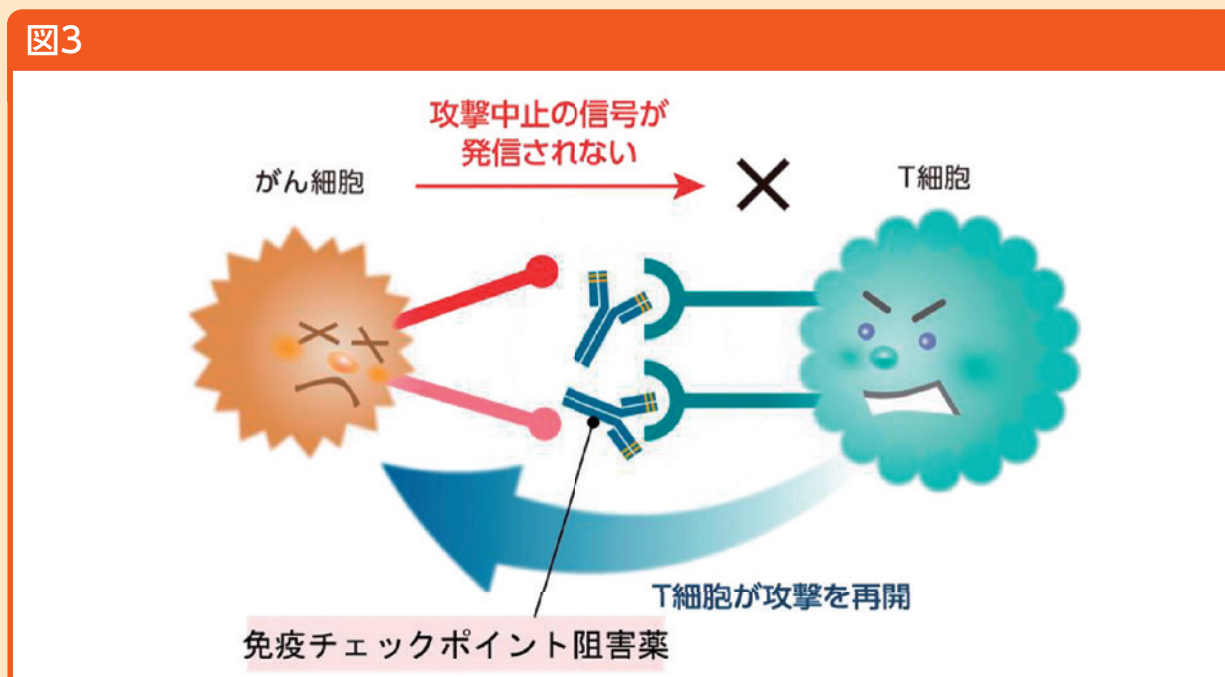 図3
攻撃中止の信号が
発信されない
がん細胞
T細胞
T細胞が攻撃を再開
免疫チェックポイント阻害薬